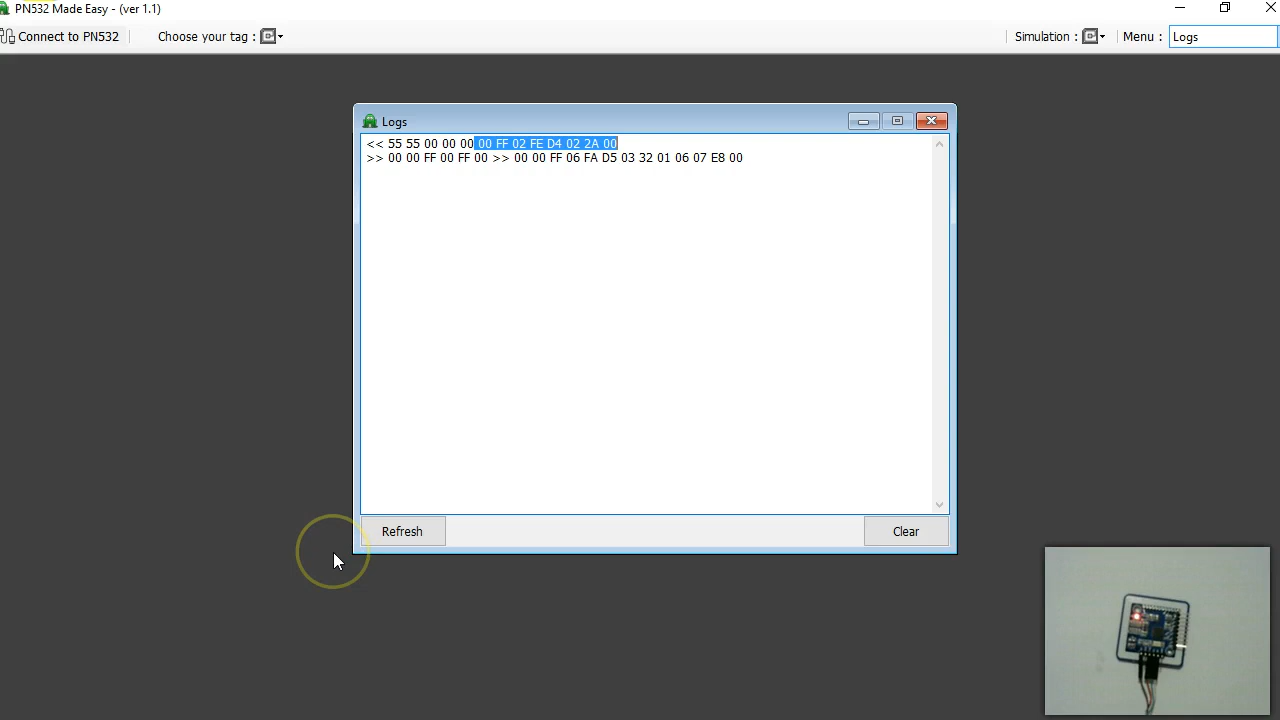 PN532 Made Easy - (ver 1.1)
Connect to PN532
Choose your tag :
Simulation :
Menu :
Logs
Logs
<< 55 55 00 00 00 00 FF 02 FE D4 02 2A 00
>> 00 00 FF 00 FF 00 >> 00 00 FF 06 FA D5 03 32 01 06 07 E8 00
Refresh
Clear